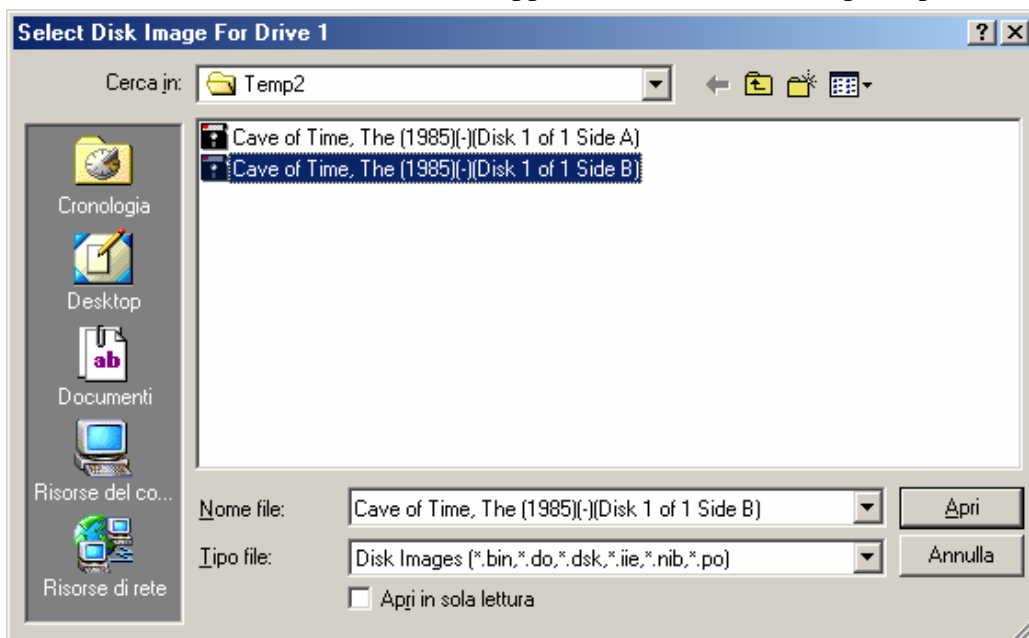 Select Disk Image For Drive 1
Cerca in: Temp2
Cave of Time, The (1985)(-)(Disk 1 of 1 Side A)
Cave of Time, The (1985)(-)(Disk 1 of 1 Side B)
Cronologia
Desktop
ab
Documenti
Risorse del co...
Risorse di rete
Nome file: Cave of Time, The (1985)(-)(Disk 1 of 1 Side B) Apri
Tipo file: Disk Images (*.bin,*.do,*.dsk,*.iie,*.nib,*.po) Annulla
Apri in sola lettura